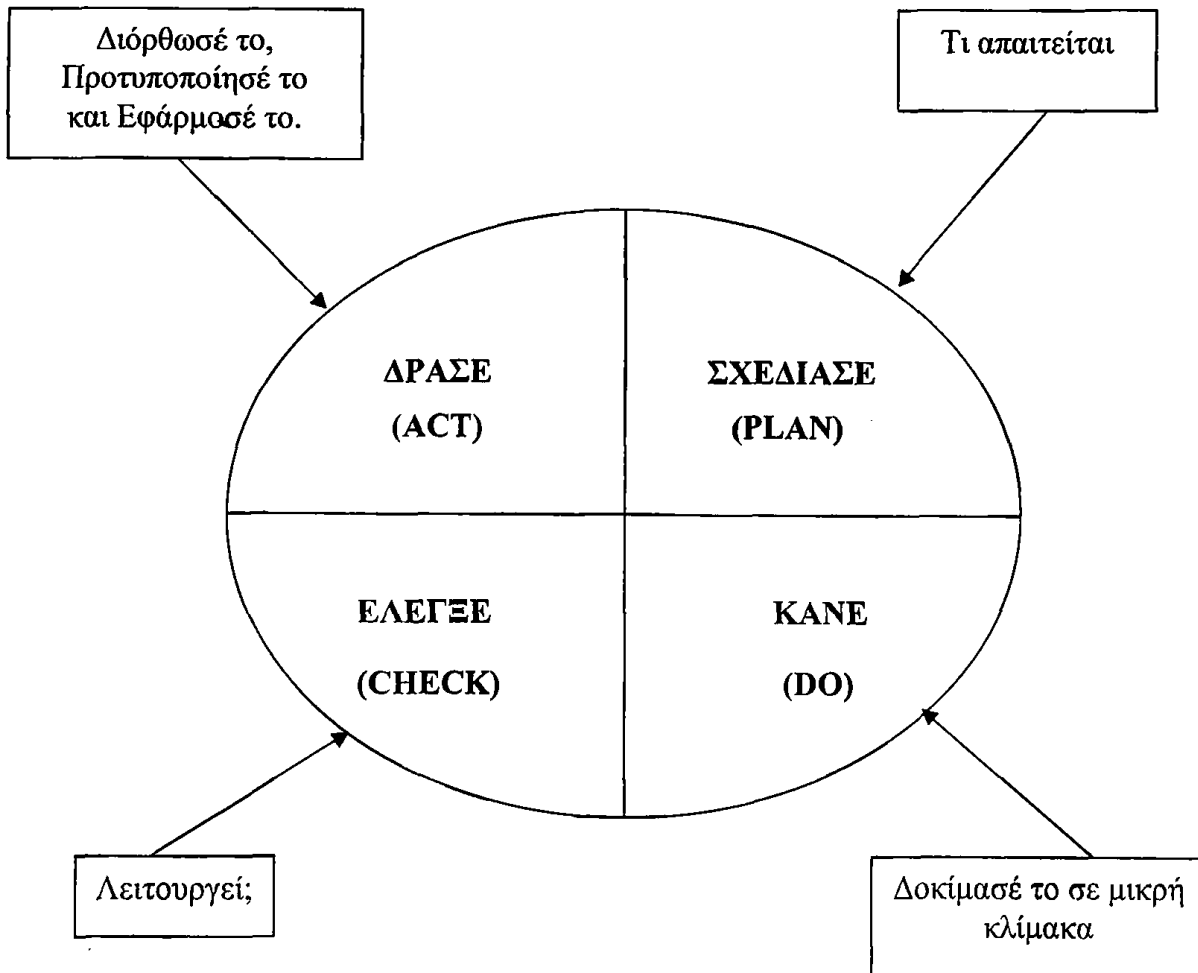 Διόρθωσέ το,
Προτυποποίησέ το
και Εφάρμοσέ το.
Τι απαιτείται
ΔΡΑΣΕ
(ACT)
ΣΧΕΔΙΑΣΕ
(PLAN)
ΕΛΕΓΞΕ
(CHECK)
ΚΑΝΕ
(DO)
Λειτουργεί;
Δοκίμασέ το σε μικρή
κλίμακα